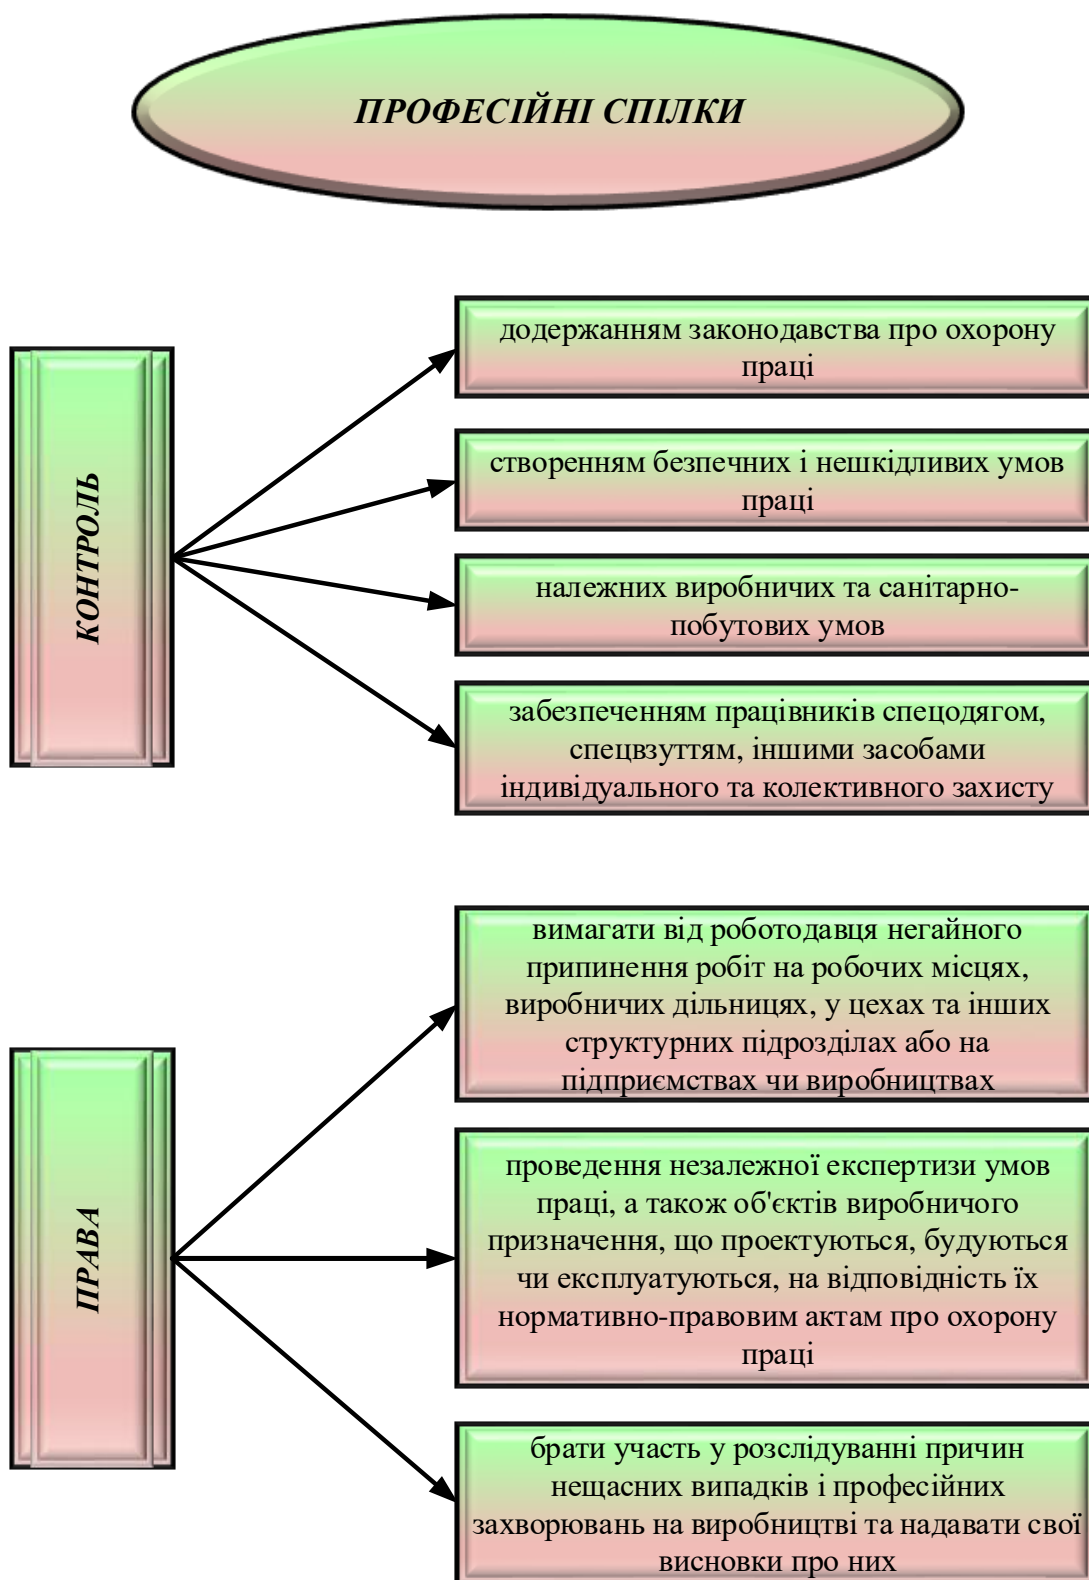 ПРОФЕСІЙНІ СПІЛКИ
КОНТРОЛЬ
додержанням законодавства про охорону
праці
створенням безпечних і нешкідливих умов
праці
належних виробничих та санітарно-
побутових умов
забезпеченням працівників спецодягом,
спецвзуттям, іншими засобами
індивідуального та колективного захисту
ПРАВА
вимагати від роботодавця негайного
припинення робіт на робочих місцях,
виробничих дільницях, у цехах та інших
структурних підрозділах або на
підприємствах чи виробництвах
проведення незалежної експертизи умов
праці, а також об'єктів виробничого
призначення, що проектуються, будуються
чи експлуатуються, на відповідність їх
нормативно-правовим актам про охорону
праці
брати участь у розслідуванні причин
нещасних випадків і професійних
захворювань на виробництві та надавати свої
висновки про них